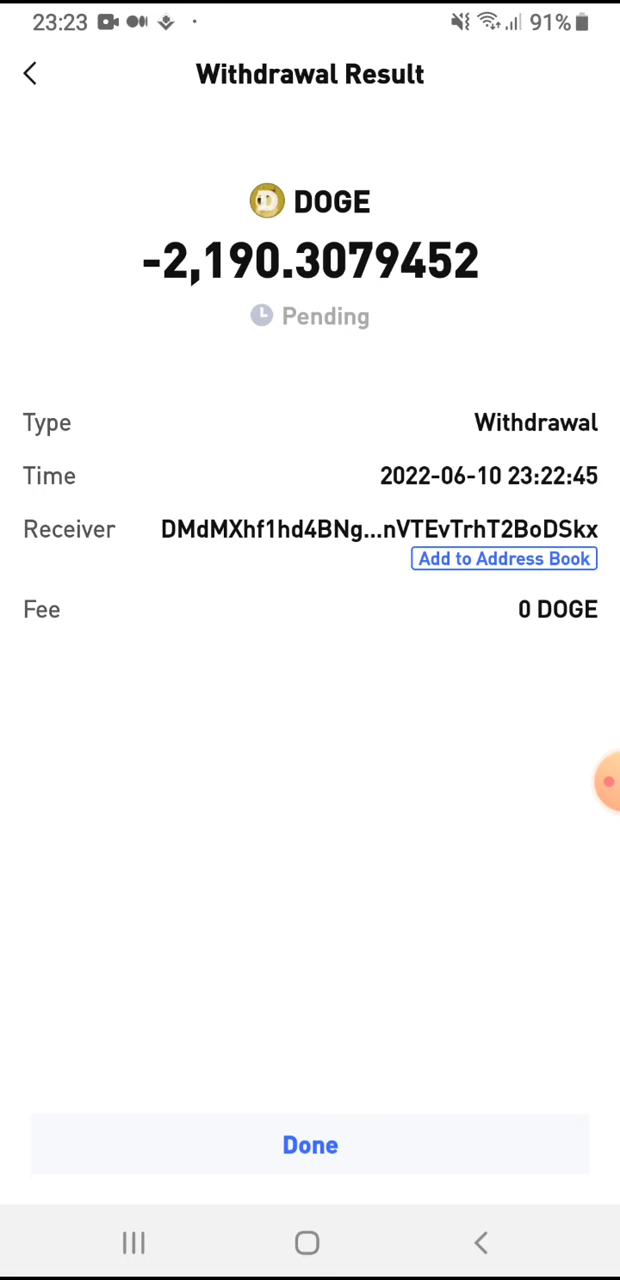 23:23 91%
Withdrawal Result
DOGE
-2,190.3079452
Pending
Type Withdrawal
Time 2022-06-10 23:22:45
Receiver DMdMXhf1hd4BNg...nVTEvTrhT2BoDSkx
Add to Address Book
Fee 0 DOGE
Done